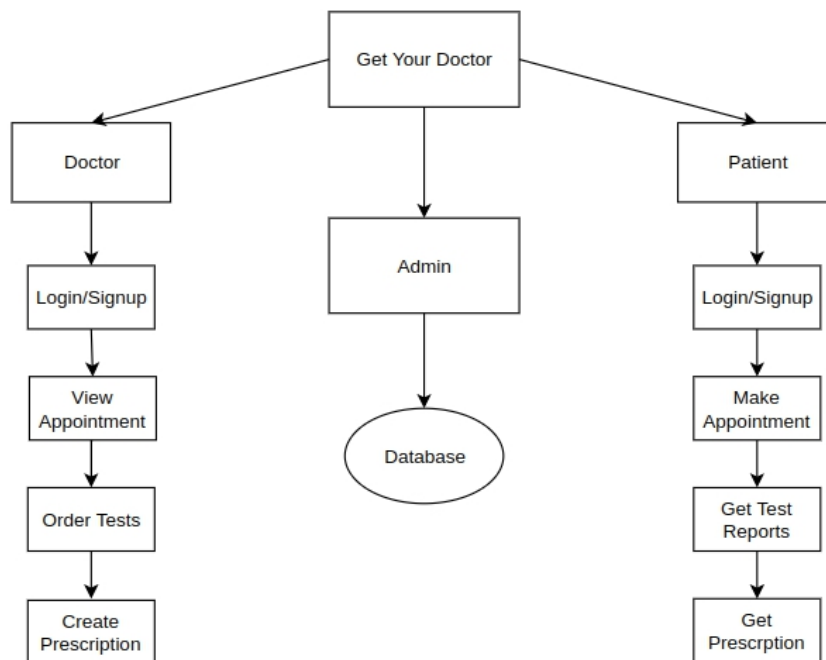 Get Your Doctor
Doctor
Patient
Admin
Login/Signup
Login/Signup
View
Appointment
Make
Appointment
Database
Order Tests
Get Test
Reports
Create
Prescription
Get
Prescrption